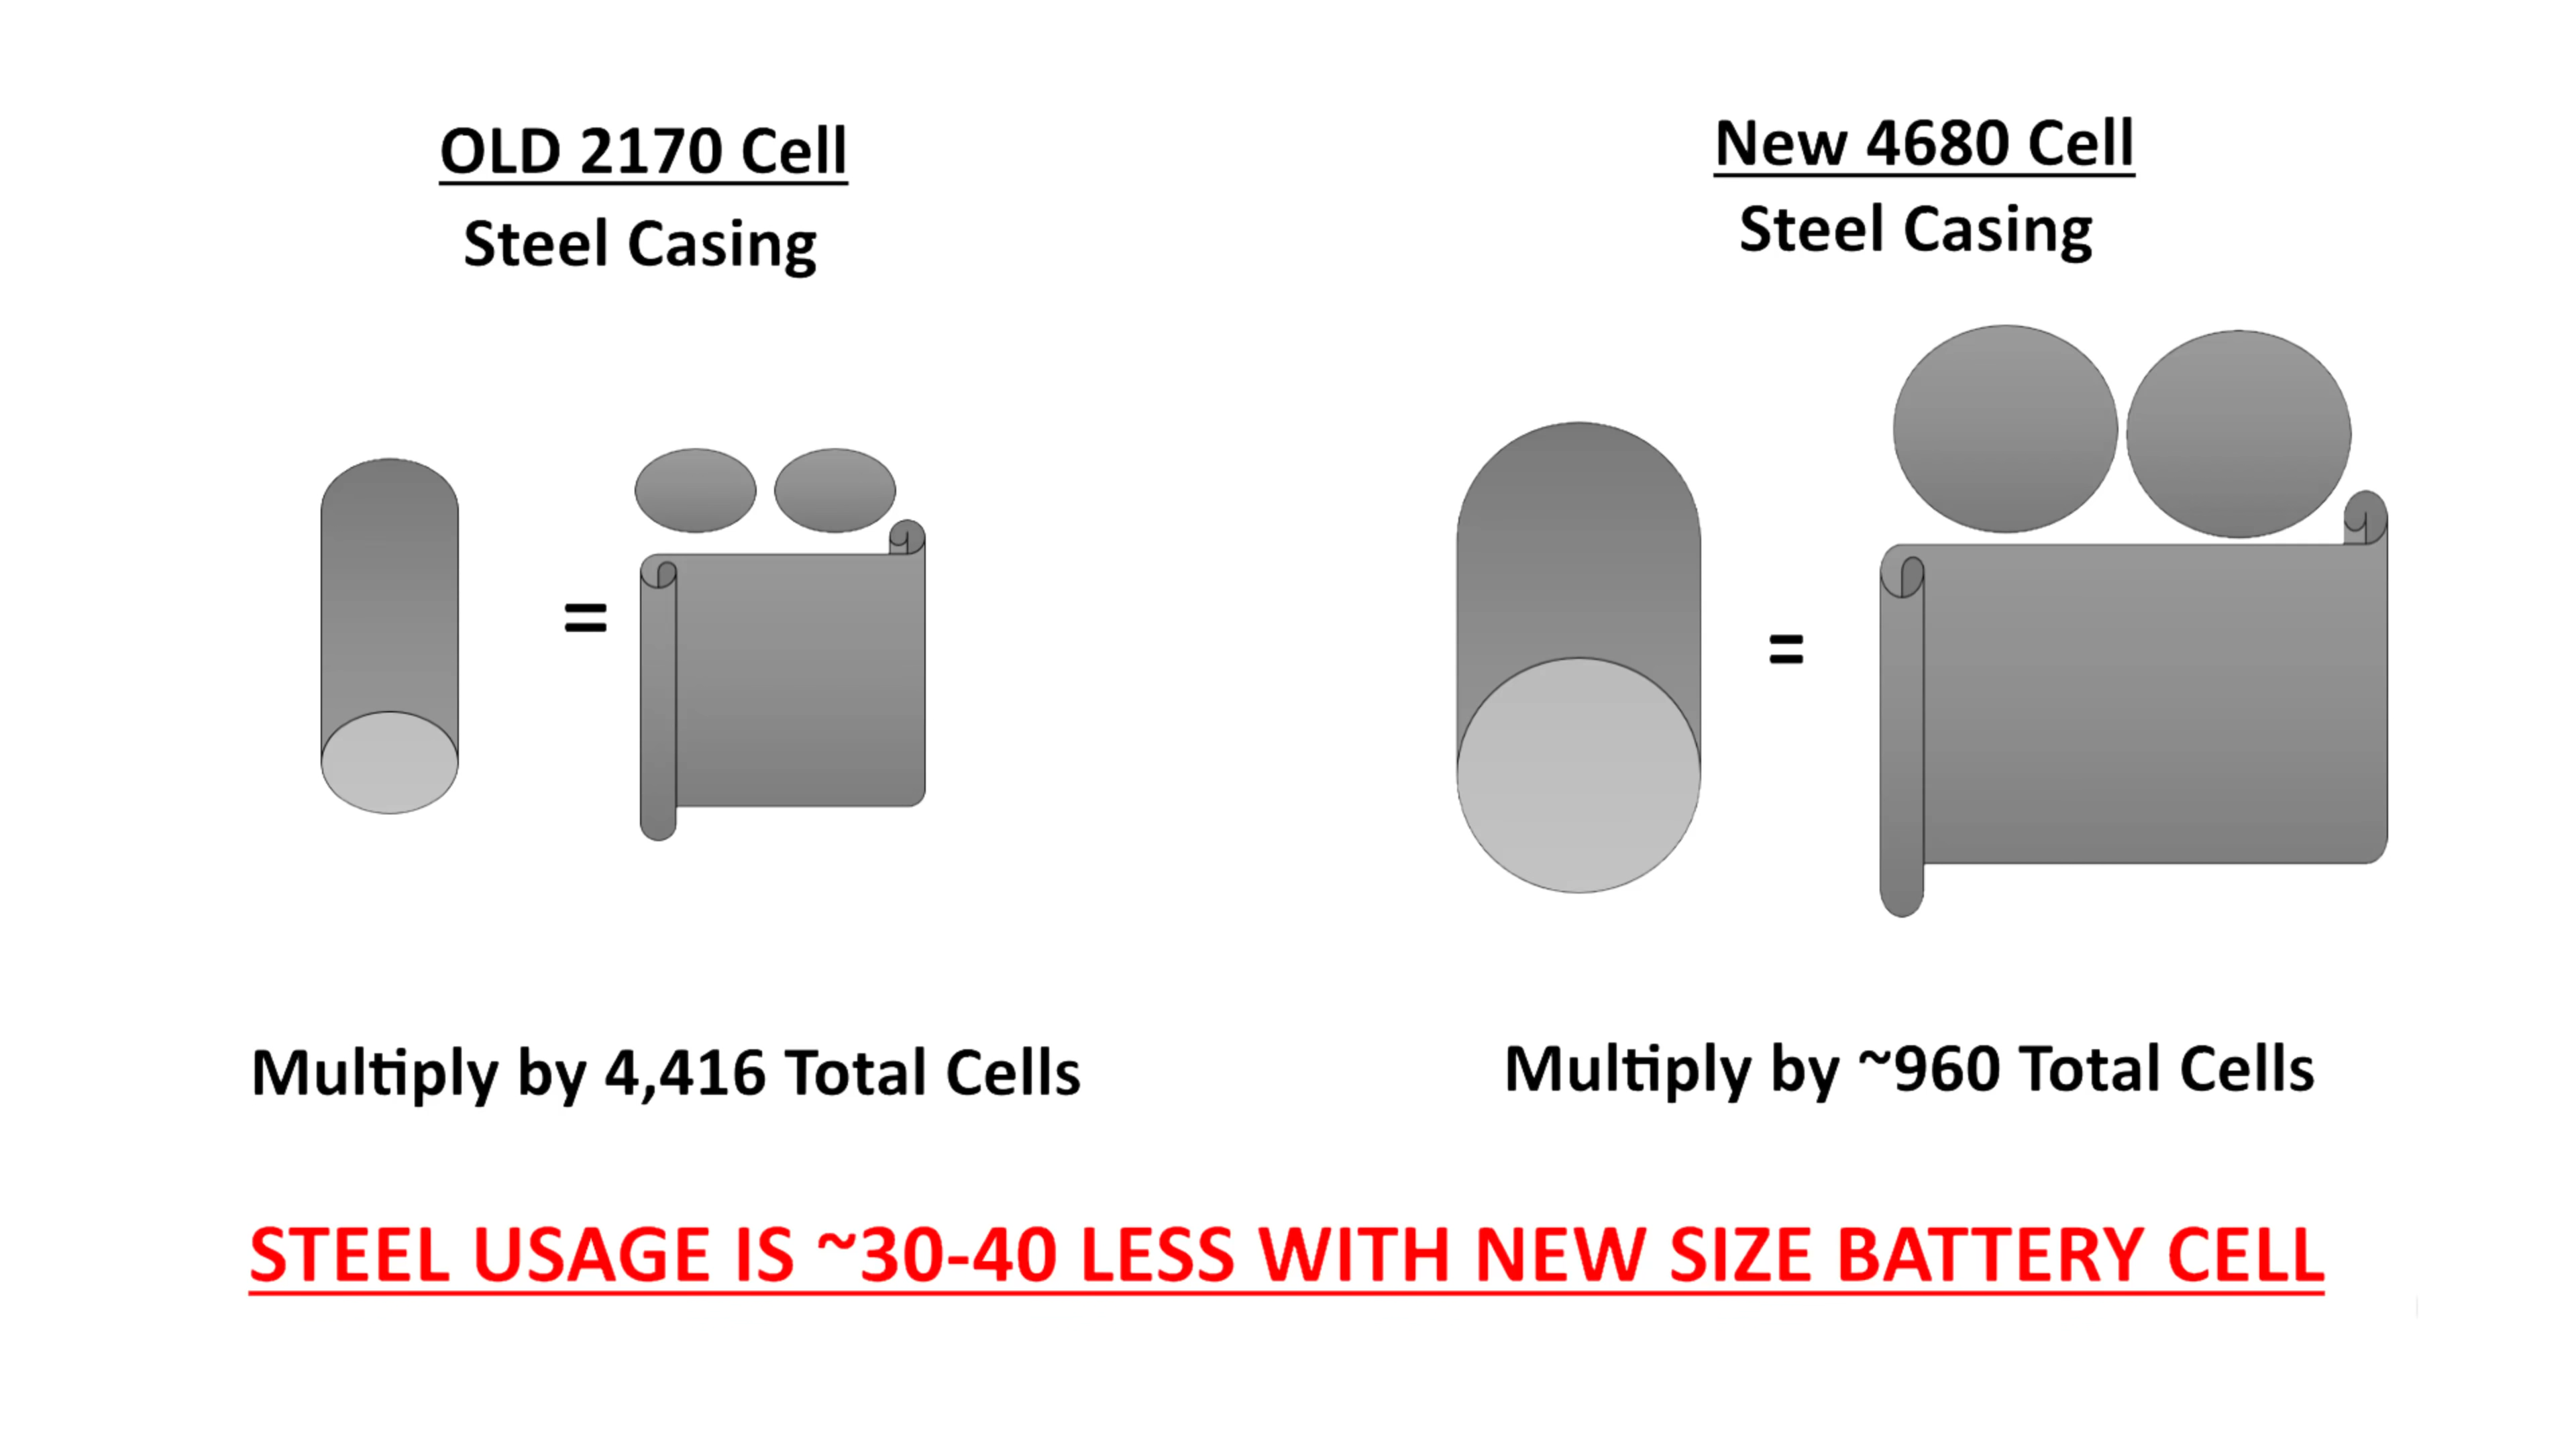 OLD 2170 Cell
Steel Casing
New 4680 Cell
Steel Casing
=
=
Multiply by 4,416 Total Cells
Multiply by ~960 Total Cells
STEEL USAGE IS ~30-40 LESS WITH NEW SIZE BATTERY CELL